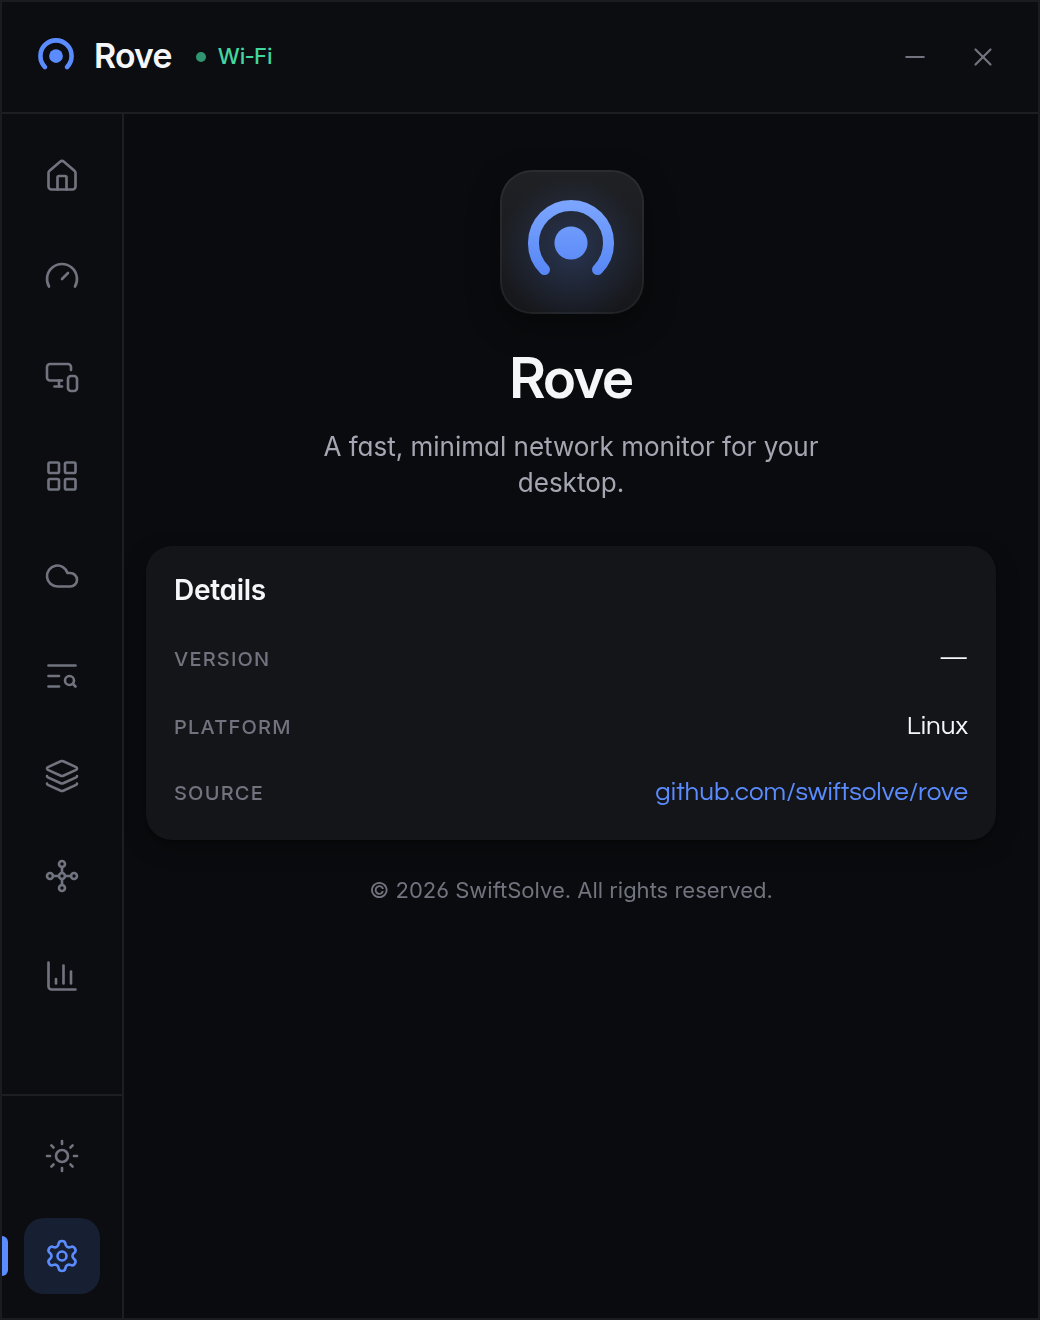 Rove
Wi-Fi
Rove
A fast, minimal network monitor for your
desktop.
Details
VERSION —
PLATFORM Linux
SOURCE github.com/swiftsolve/rove
© 2026 SwiftSolve. All rights reserved.